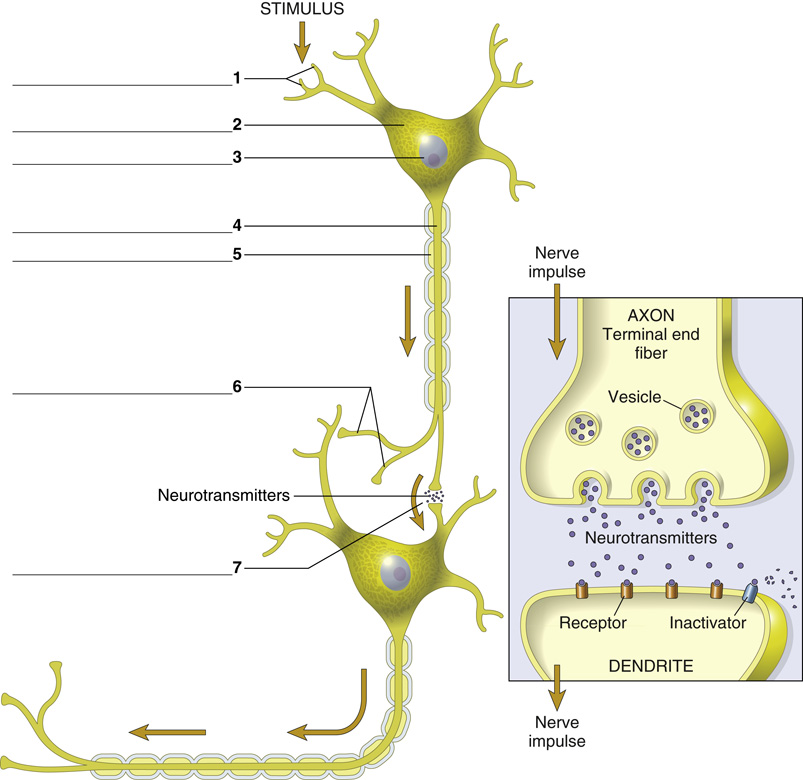 STIMULUS
1
2
3
4
5
6
Neurotransmitters
7
Nerve
impulse
AXON
Terminal end
fiber
Vesicle
Neurotransmitters
Receptor
Inactivator
DENDRITE
Nerve
impulse